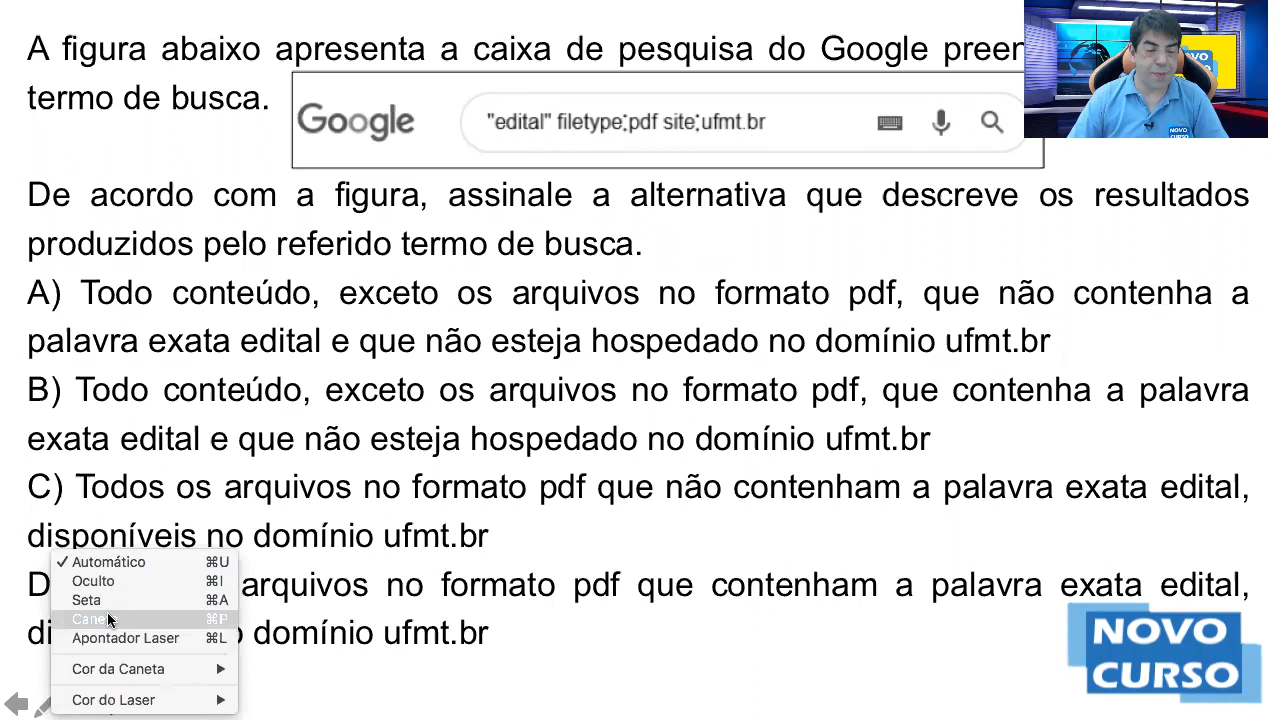 A figura abaixo apresenta a caixa de pesquisa do Google
termo de busca.
Google
"edital" filetype:pdf site:ufmt.br
De acordo com a figura, assinale a alternativa que descreve os resultados
produzidos pelo referido termo de busca.
A) Todo conteúdo, exceto os arquivos no formato pdf, que não contenha a
palavra exata edital e que não esteja hospedado no domínio ufmt.br
B) Todo conteúdo, exceto os arquivos no formato pdf, que contenha a palavra
exata edital e que não esteja hospedado no domínio ufmt.br
C) Todos os arquivos no formato pdf que não contenham a palavra exata edital,
disponíveis no domínio ufmt.br
arquivos no formato pdf que contenham a palavra exata edital,
domínio ufmt.br
✓ Automático ⌘U
Oculto ⌘I
Seta ⌘A
Caneta ⌘P
Apontador Laser ⌘L
Cor da Caneta
Cor do Laser
NOVO
CURSO
NOVO
CURSO